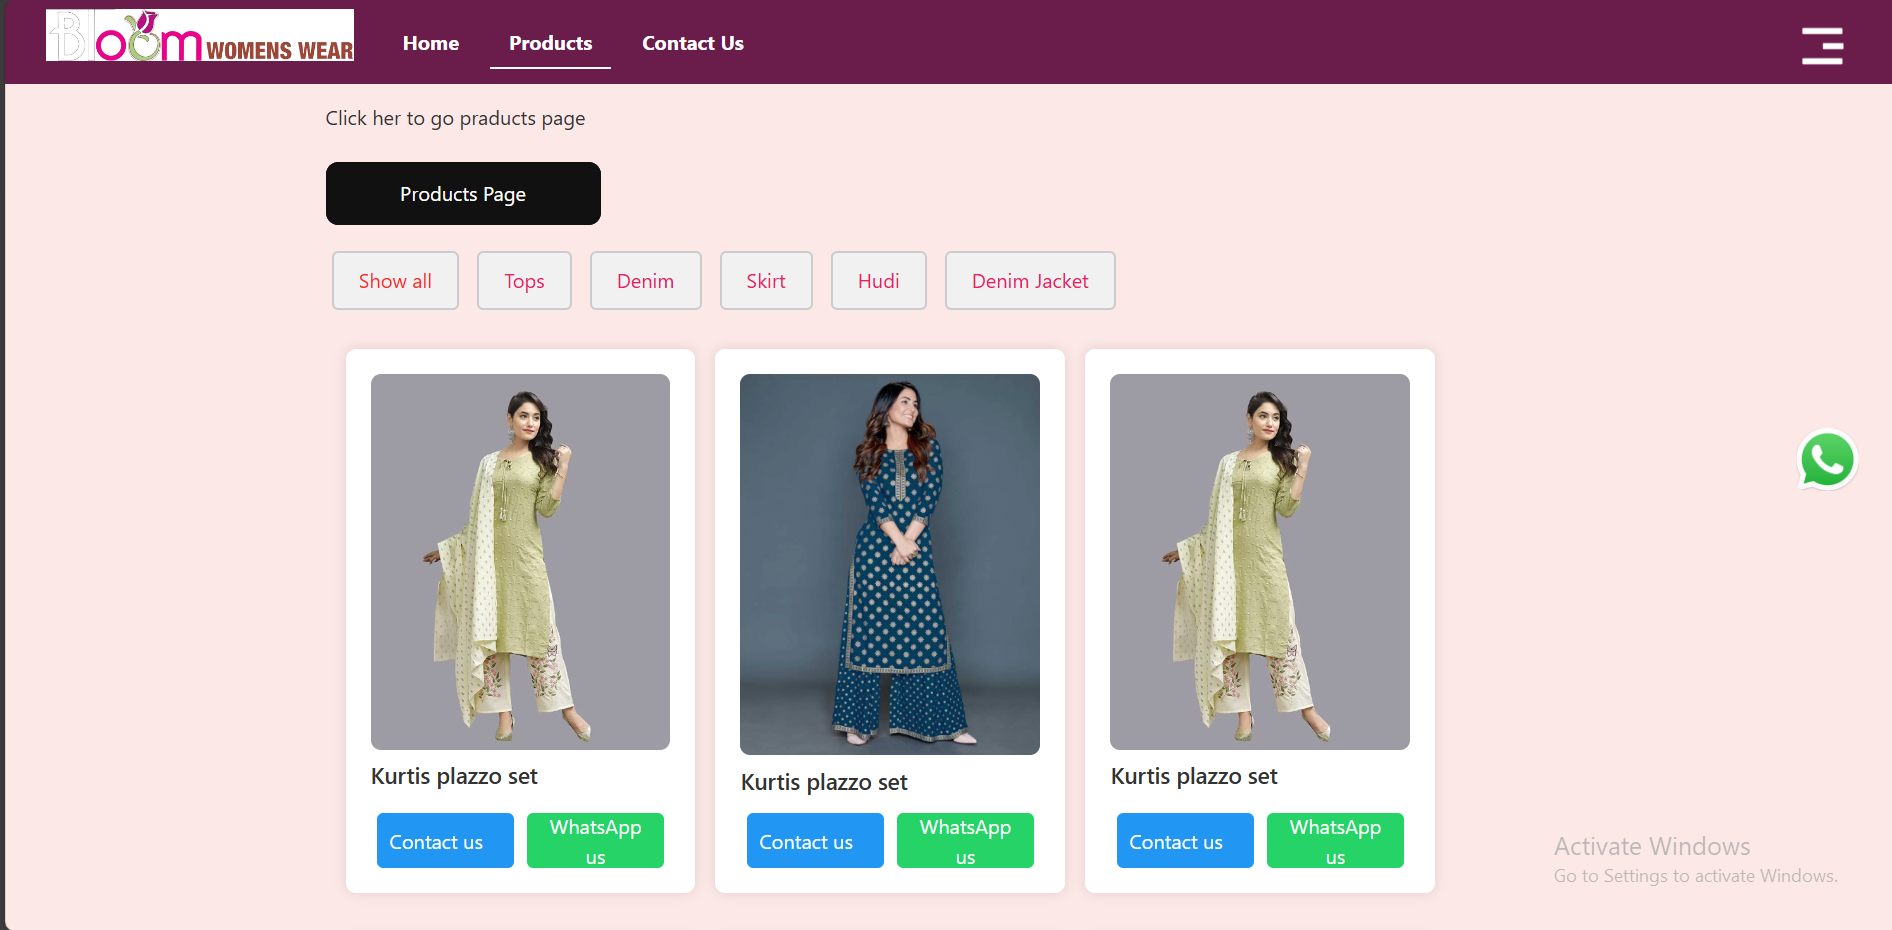 Bloom WOMENS WEAR
Home
Products
Contact Us
Click her to go praducts page
Products Page
Show all
Tops
Denim
Skirt
Hudi
Denim Jacket
Kurtis plazzo set
Kurtis plazzo set
Kurtis plazzo set
Contact us
WhatsApp
us
Contact us
WhatsApp
us
Contact us
WhatsApp
us
Activate Windows
Go to Settings to activate Windows.